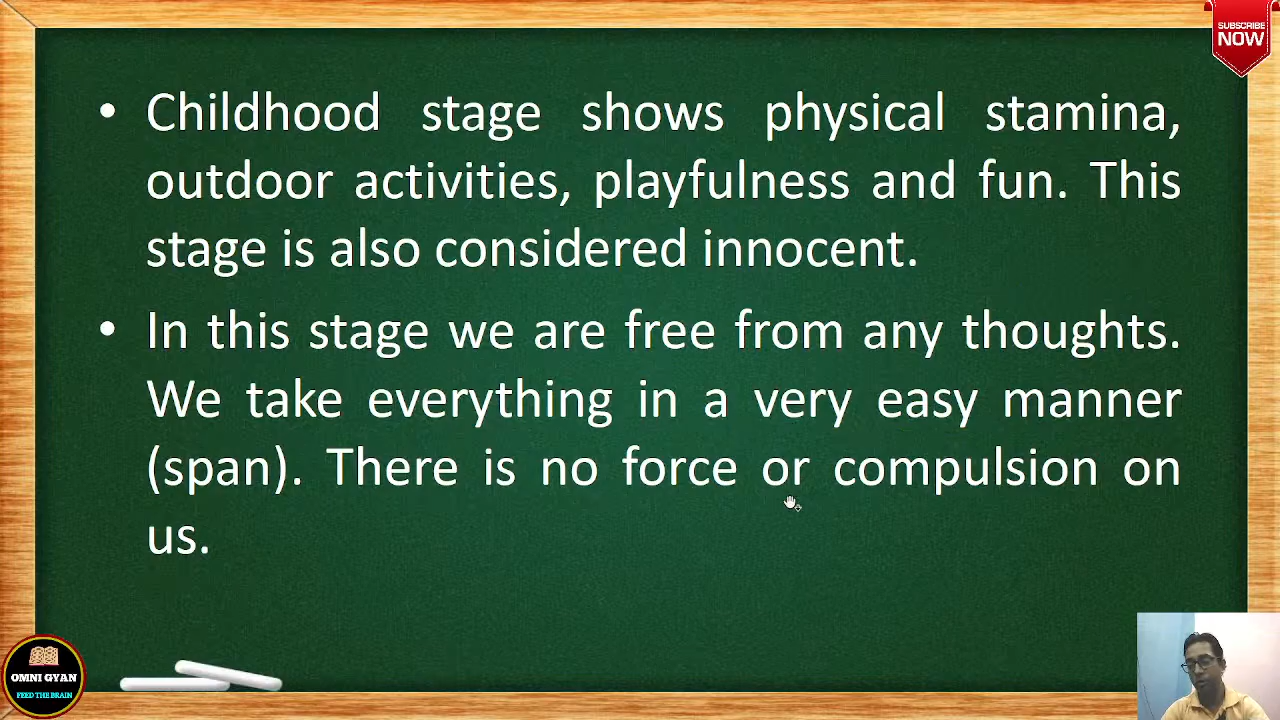 SUBSCRIBE
NOW
• Childhood stage shows physical stamina,
outdoor activities, playfulness and fun. This
stage is also considered innocent.
• In this stage we are free from any thoughts.
We take everything in a very easy manner
(span). There is no force or compulsion on
us.
OMNI GYAN
FEED THE BRAIN